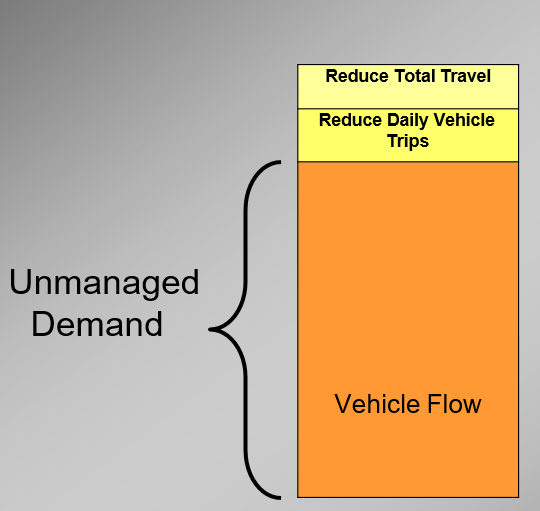 Reduce Total Travel
Reduce Daily Vehicle
Trips
Unmanaged
Demand
Vehicle Flow